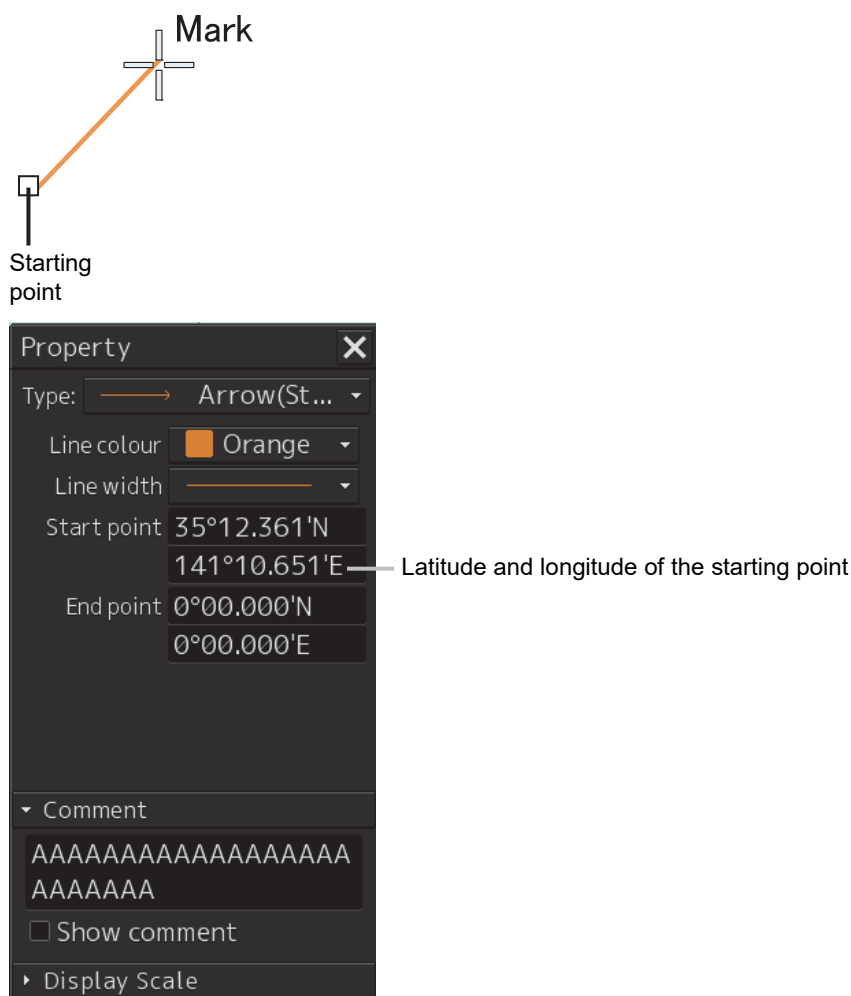 Mark
Starting
point
Property
Type: Arrow(St...
Line colour Orange
Line width
Start point 35°12.361'N
141°10.651'E
Latitude and longitude of the starting point
End point 0°00.000'N
0°00.000'E
Comment
AAAAAAAAAAAAAAAAAA
AAAAAAA
Show comment
Display Scale